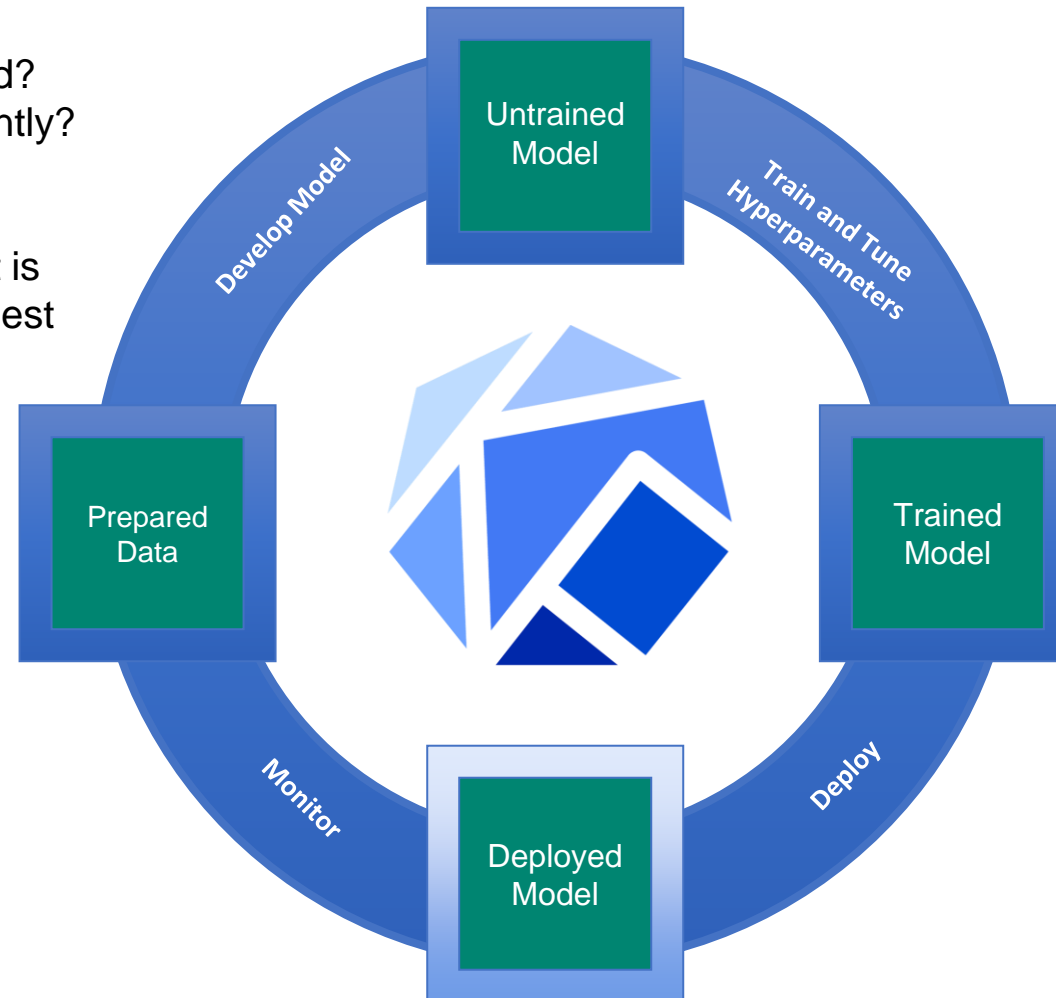 d?
ntly?
t is
est
Untrained
Model
Develop Model
Train and Tune
Hyperparameters
Prepared
Data
Trained
Model
Monitor
Deploy
Deployed
Model